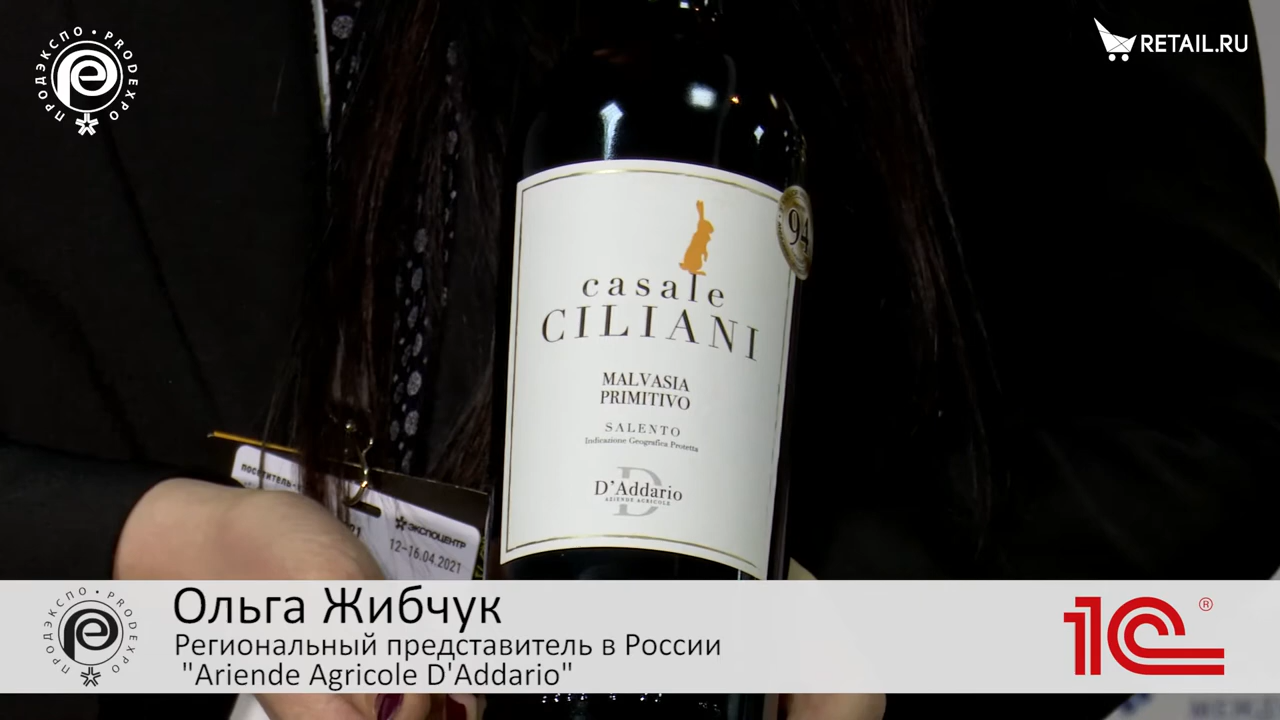 ПРОДЭКСПО • PRODEXPO
RETAIL.RU
94
casale
CILIANI
MALVASIA
PRIMITIVO
SALENTO
Indicazione Geografica Protetta
D'Addario
AZIENDE AGRICOLE
ЭКСПОЦЕНТР
12-16.04.2021
ПРОДЭКСПО • PRODEXPO
Ольга Жибчук
Региональный представитель в России
"Ariende Agricole D'Addario"
1C®